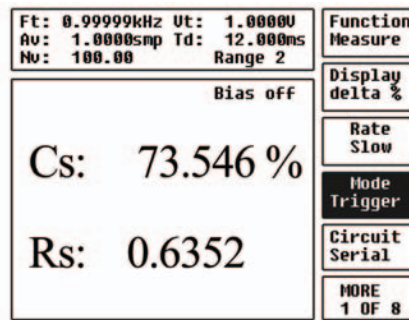 Ft: 0.99999kHz Vt: 1.0000V
Av: 1.0000smp Td: 12.000ms
Nv: 100.00 Range 2
Bias off
Cs: 73.546 %
Rs: 0.6352
Function
Measure
Display
delta %
Rate
Slow
Mode
Trigger
Circuit
Serial
MORE
1 OF 8